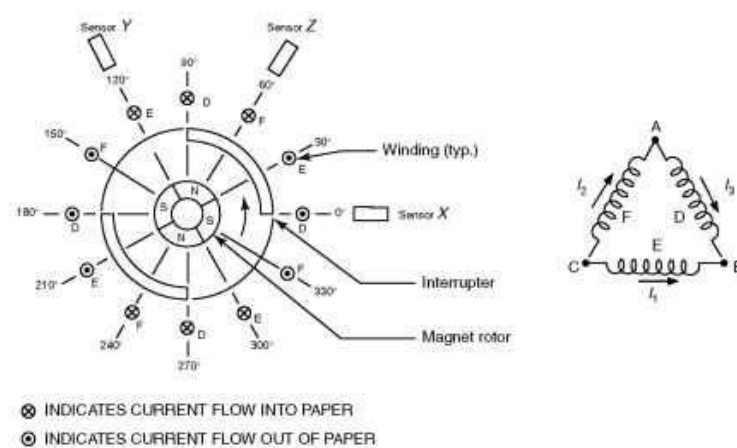 Sensor Y
Sensor Z
120°
90°
60°
E
D
F
150°
F
30°
E
Winding (typ.)
N
S
180°
D
S
N
D
0°
Sensor X
210°
E
F
330°
Interrupter
240°
F
D
270°
E
300°
Magnet rotor
A
I2
I3
F
D
E
C
B
I1
INDICATES CURRENT FLOW INTO PAPER
INDICATES CURRENT FLOW OUT OF PAPER